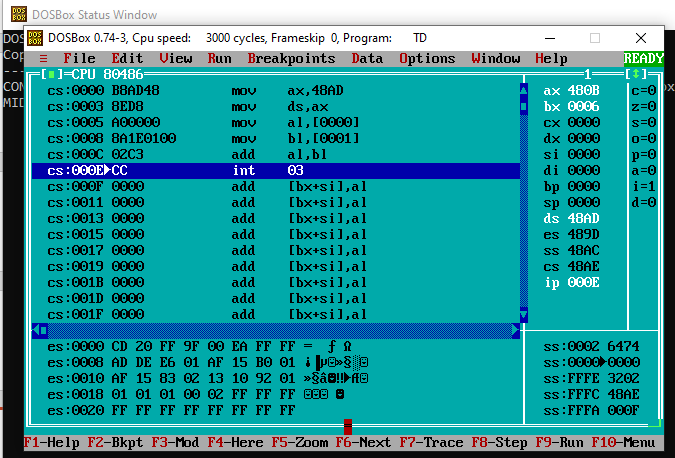 DOSBox Status Window
DOSBox 0.74-3, Cpu speed: 3000 cycles, Frameskip 0, Program: TD
≡ File Edit View Run Breakpoints Data Options Window Help READY
[■]=CPU 80486 1 [↕]
cs:0000 B8AD48 mov ax,48AD ax 480B c=0
cs:0003 8ED8 mov ds,ax bx 0006 z=0
cs:0005 A00000 mov al,[0000] cx 0000 s=0
cs:0008 8A1E0100 mov bl,[0001] dx 0000 o=0
cs:000C 02C3 add al,bl si 0000 p=0
cs:000E►CC int 03 di 0000 a=0
cs:000F 0000 add [bx+si],al bp 0000 i=1
cs:0011 0000 add [bx+si],al sp 0000 d=0
cs:0013 0000 add [bx+si],al ds 48AD
cs:0015 0000 add [bx+si],al es 489D
cs:0017 0000 add [bx+si],al ss 48AC
cs:0019 0000 add [bx+si],al cs 48AE
cs:001B 0000 add [bx+si],al ip 000E
cs:001D 0000 add [bx+si],al
cs:001F 0000 add [bx+si],al
es:0000 CD 20 FF 9F 00 EA FF FF = ƒ Ω ss:0002 6474
es:0008 AD DE E6 01 AF 15 B0 01 ss:0000►0000
es:0010 AF 15 83 02 13 10 92 01 ss:FFFE 3202
es:0018 01 01 01 00 02 FF FF FF ss:FFFC 48AE
es:0020 FF FF FF FF FF FF FF FF ss:FFFA 000F
F1-Help F2-Bkpt F3-Mod F4-Here F5-Zoom F6-Next F7-Trace F8-Step F9-Run F10-Menu